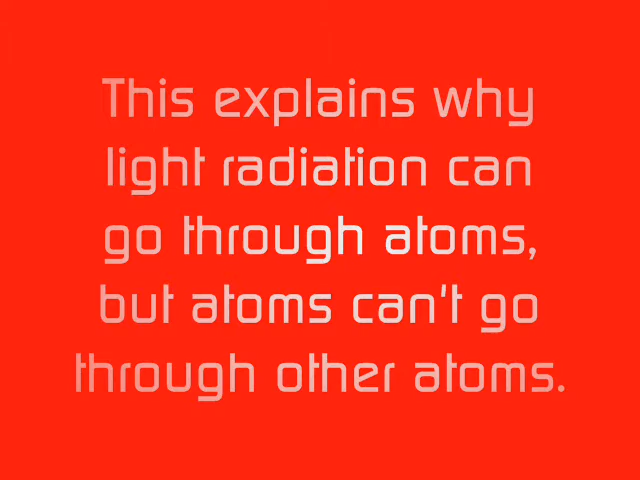 This explains why
light radiation can
go through atoms,
but atoms can't go
through other atoms.